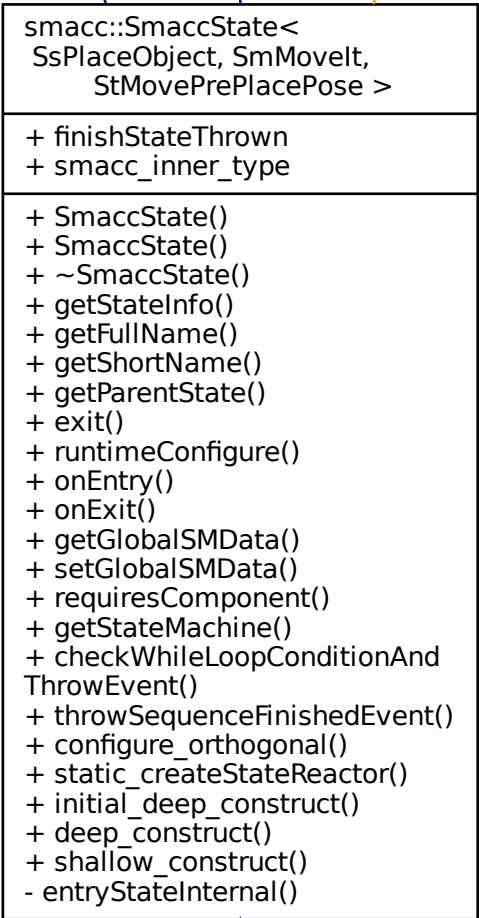 smacc::SmaccState<
SsPlaceObject, SmMoveIt,
StMovePrePlacePose >
+ finishStateThrown
+ smacc_inner_type
+ SmaccState()
+ SmaccState()
+ ~SmaccState()
+ getStateInfo()
+ getFullName()
+ getShortName()
+ getParentState()
+ exit()
+ runtimeConfigure()
+ onEntry()
+ onExit()
+ getGlobalSMData()
+ setGlobalSMData()
+ requiresComponent()
+ getStateMachine()
+ checkWhileLoopConditionAnd
ThrowEvent()
+ throwSequenceFinishedEvent()
+ configure_orthogonal()
+ static_createStateReactor()
+ initial_deep_construct()
+ deep_construct()
+ shallow_construct()
- entryStateInternal()